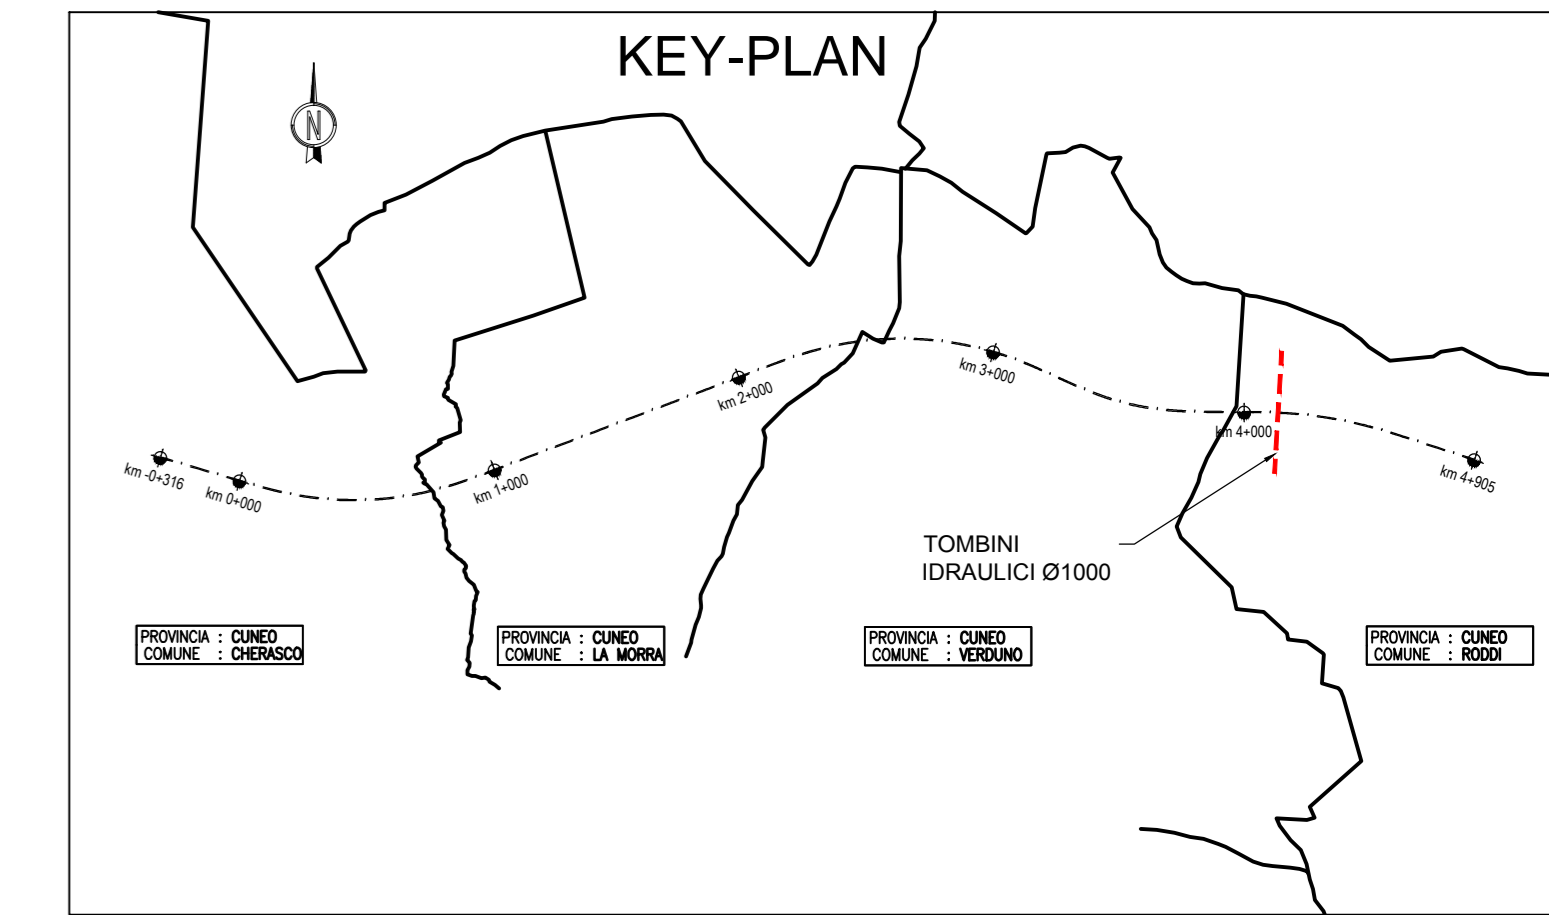 KEY-PLAN
N
km -0+316
km 0+000
km 1+000
km 2+000
km 3+000
km 4+000
km 4+905
TOMBINI
IDRAULICI Ø1000
PROVINCIA : CUNEO
COMUNE : CHERASCO
PROVINCIA : CUNEO
COMUNE : LA MORRA
PROVINCIA : CUNEO
COMUNE : VERDUNO
PROVINCIA : CUNEO
COMUNE : RODDI